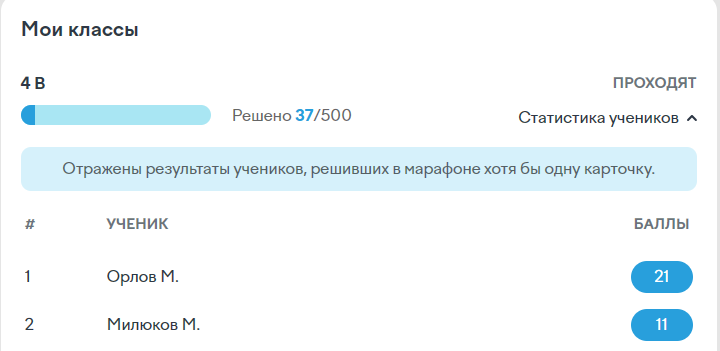 Мои классы
4 В ПРОХОДЯТ
Решено 37/500 Статистика учеников
Отражены результаты учеников, решивших в марафоне хотя бы одну карточку.
# УЧЕНИК БАЛЛЫ
1 Орлов М. 21
2 Милюков М. 11